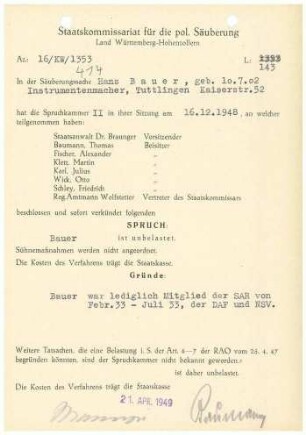 Staatskommissariat für die pol. Säuberung
Land Württemberg-Hohenzollern
Az: 16/KW/1353
L. 1353
414
143
In der Säuberungssache Hans Bauer, geb. 10.7.02
Instrumentenmacher, Tuttlingen Kaiserstr.52
hat die Spruchkammer II in ihrer Sitzung am 16.12.1948, an welcher
teilgenommen haben:
Staatsanwalt Dr. Braunger Vorsitzender
Baumann, Thomas Beisitzer
Fischer, Alexander "
Klett, Martin "
Karl, Julius "
Wick, Otto "
Schley, Friedrich "
Reg.Amtmann Vertreter des Staatskommissars
beschlossen und sofort verkündet folgenden
SPRUCH:
Bauer ist unbelastet.
Sühnemaßnahmen werden nicht angeordnet.
Die Kosten des Verfahrens trägt die Staatskasse.
Gründe:
Bauer war lediglich Mitglied der SAR von
Febr.33 - Juli 33, der DAF und NSV.
Weitere Tatsachen, die eine Belastung i. S. der Art. 4-7 der RAO vom 28. 4. 47
begründen könnten, sind der Spruchkammer nicht bekannt geworden.
ist daher unbelastet.
Die Kosten des Verfahrens trägt die Staatskasse
21. APR. 1949
Baumann